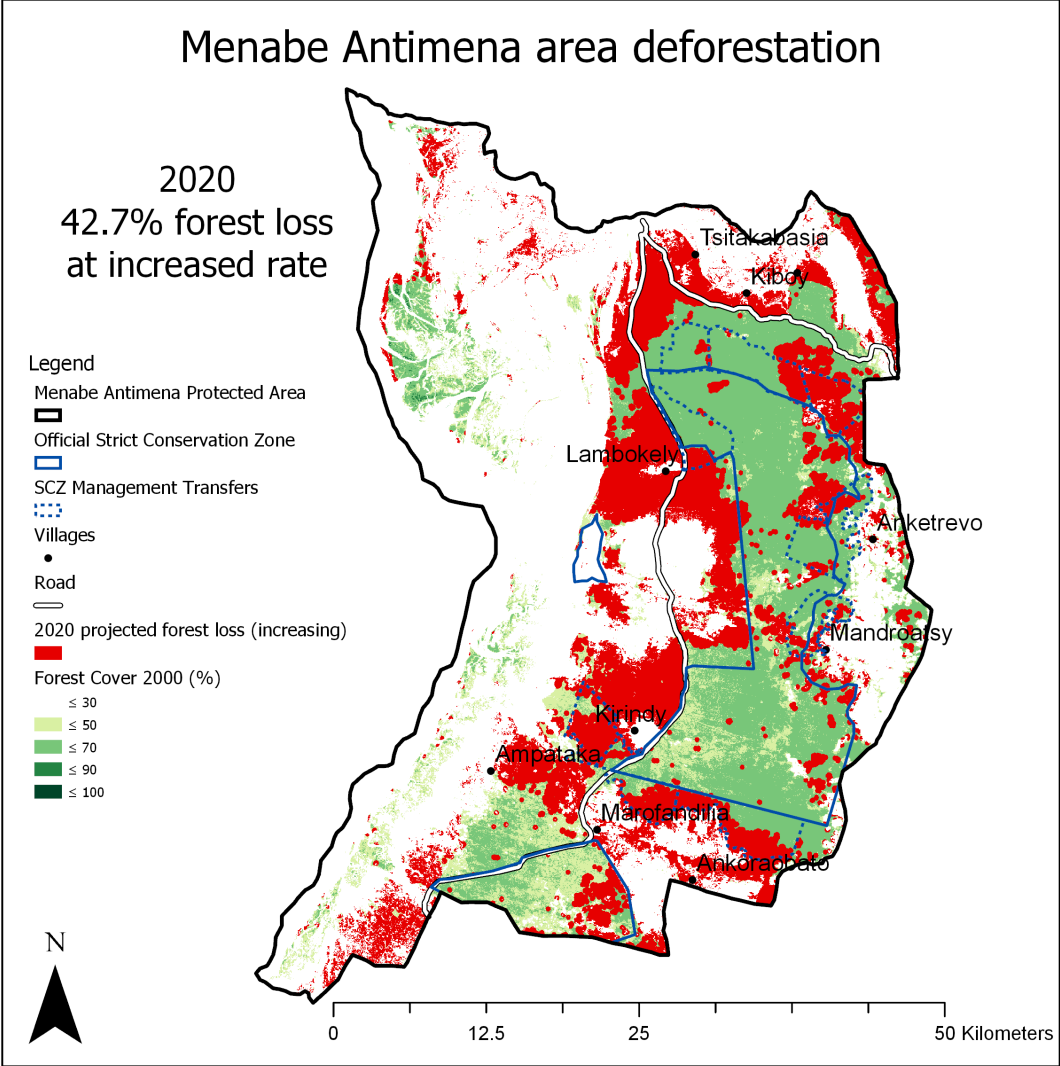 Menabe Antimena area deforestation
2020
42.7% forest loss
at increased rate
Tsitakabasia
Kiboy
Legend
Menabe Antimena Protected Area
Official Strict Conservation Zone
SCZ Management Transfers
Villages
Road
2020 projected forest loss (increasing)
Forest Cover 2000 (%)
≤ 30
≤ 50
≤ 70
≤ 90
≤ 100
Lambokely
Anketrevo
Mandroatsy
Kirindy
Ampataka
Marofandilia
Ankoraobato
N
0 12.5 25 50 Kilometers